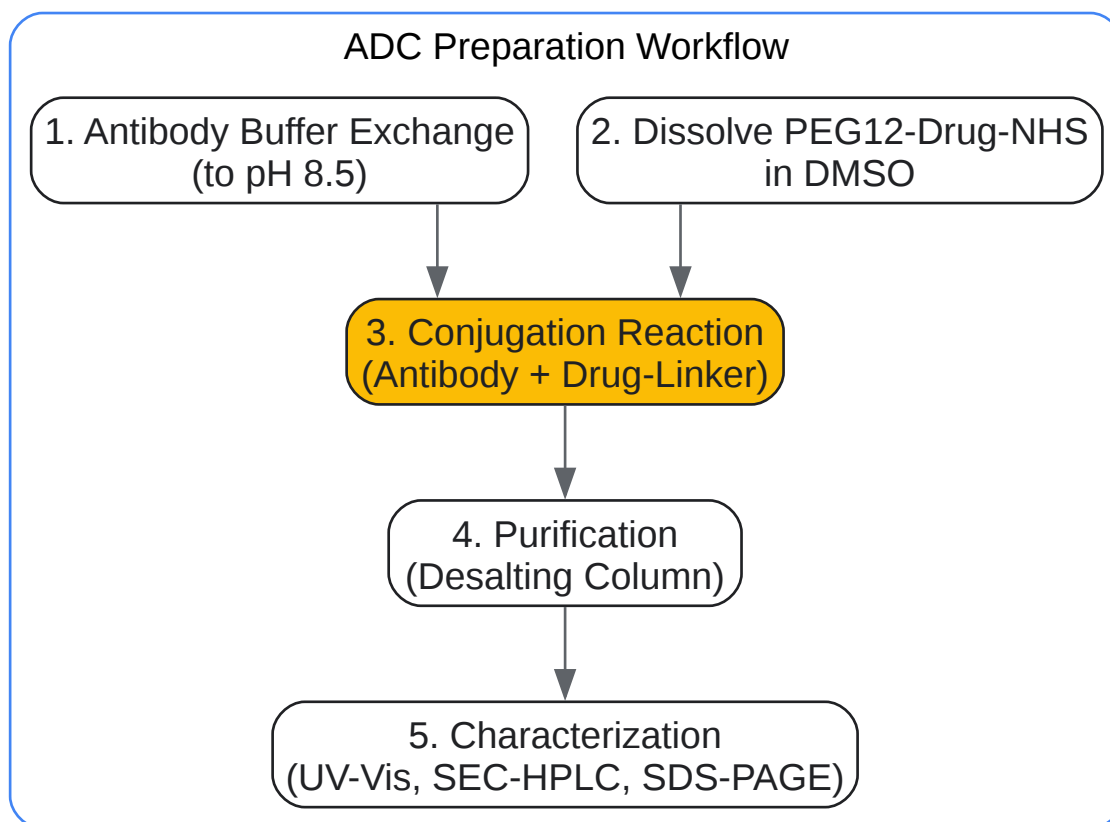 ADC Preparation Workflow
1. Antibody Buffer Exchange
(to pH 8.5)
2. Dissolve PEG12-Drug-NHS
in DMSO
3. Conjugation Reaction
(Antibody + Drug-Linker)
4. Purification
(Desalting Column)
5. Characterization
(UV-Vis, SEC-HPLC, SDS-PAGE)